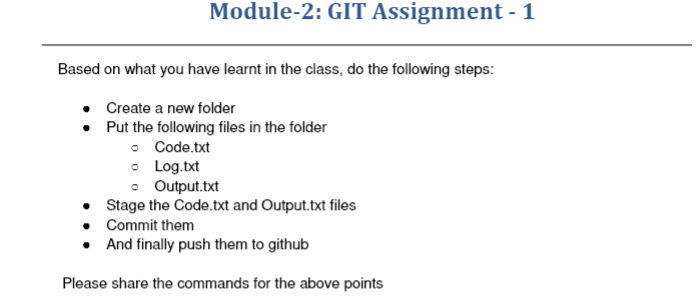 Module-2: GIT Assignment - 1
Based on what you have learnt in the class, do the following steps:
● Create a new folder
● Put the following files in the folder
○ Code.txt
○ Log.txt
○ Output.txt
● Stage the Code.txt and Output.txt files
● Commit them
● And finally push them to github
Please share the commands for the above points